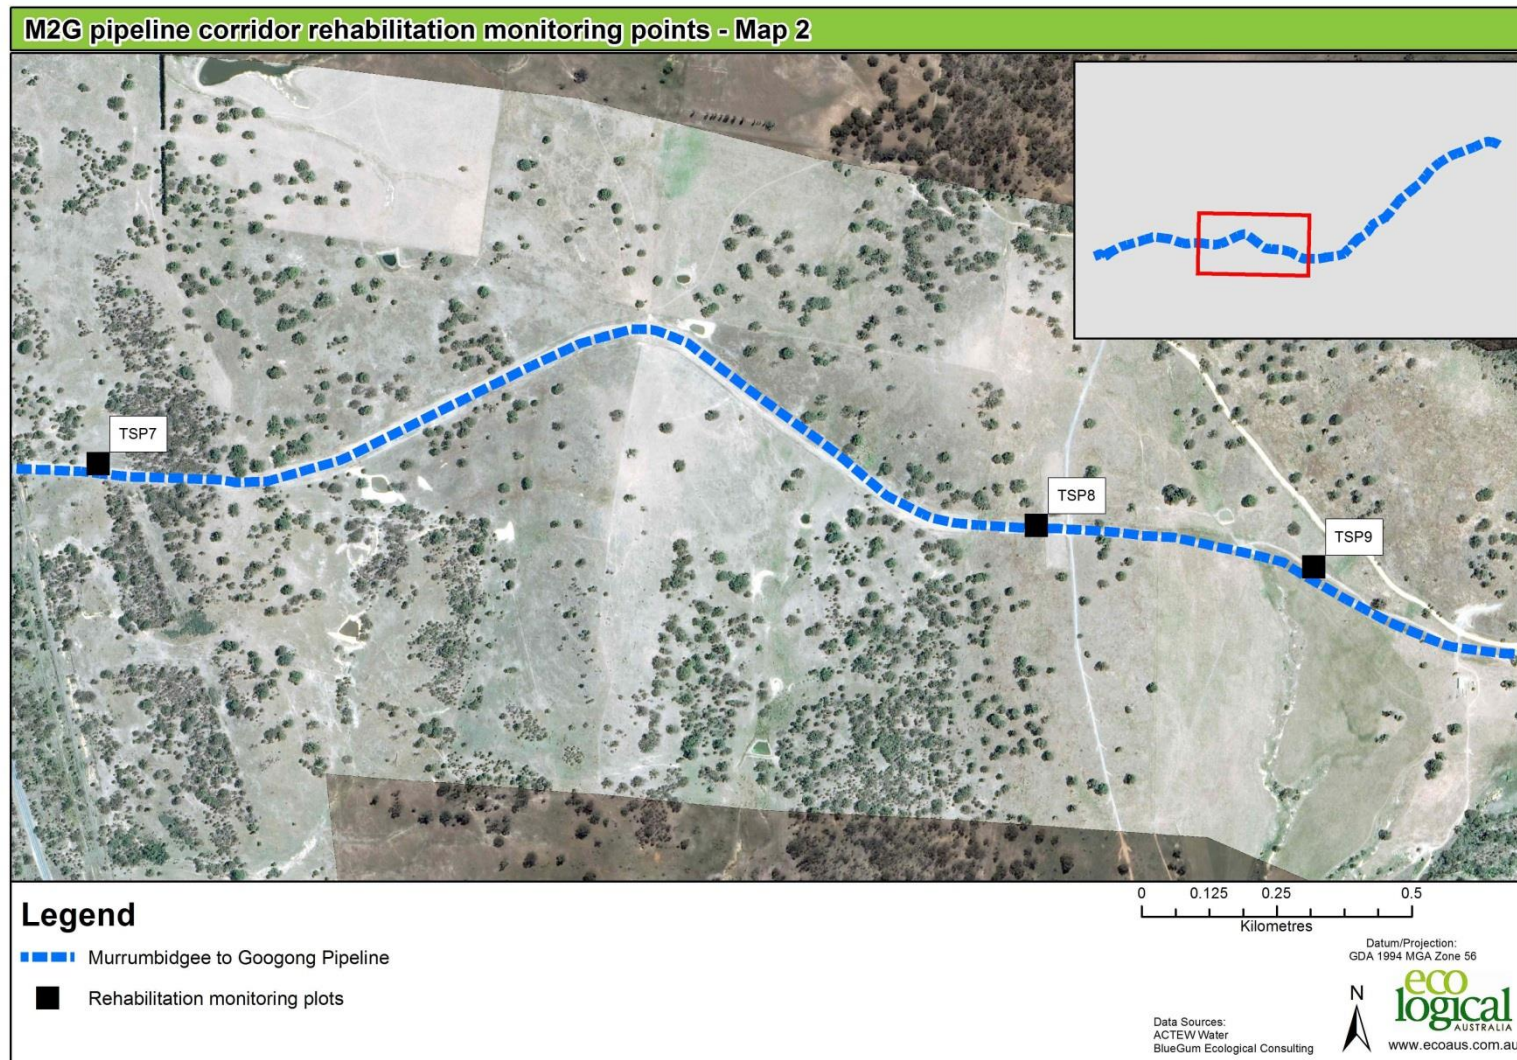 M2G pipeline corridor rehabilitation monitoring points - Map 2
TSP7
TSP8
TSP9
Legend
Murrumbidgee to Googong Pipeline
Rehabilitation monitoring plots
0 0.125 0.25 0.5
Kilometres
Datum/Projection:
GDA 1994 MGA Zone 56
N
eco
logical
AUSTRALIA
www.ecoaus.com.au
Data Sources:
ACTEW Water
BlueGum Ecological Consulting